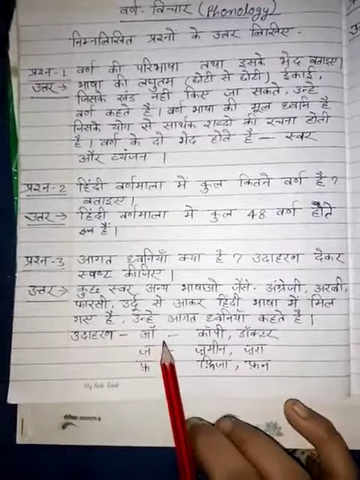 वर्ण - विचार (Phonology)
निम्नलिखित प्रश्नो के उत्तर लिखिए -
प्रश्न-1 वर्ण की परिभाषा तथा इसके भेद बताइए।
उत्तर → भाषा की लघुतम (छोटी से छोटी) ईकाई,
जिसके खंड नही किए जा सकते, उन्हे
वर्ण कहते है। वर्ण भाषा की मूल ध्वनि है
जिसके योग से सार्थक शब्दो की रचना होती
है। वर्ण के दो भेद होते है — स्वर
और व्यंजन।
प्रश्न-2 हिंदी वर्णमाला में कुल कितने वर्ण है ?
बताइए।
उत्तर → हिंदी वर्णमाला में कुल 48 वर्ण होते
हैं।
प्रश्न-3 आगत ध्वनियाँ क्या है ? उदाहरण देकर
स्पष्ट कीजिए।
उत्तर → कुछ स्वर अन्य भाषाओ जैसे- अंग्रेजी, अरबी,
फारसी, उर्दू से आकर हिंदी भाषा में मिल
गए है, उन्हे आगत ध्वनियाँ कहते है।
उदाहरण - ऑ - कॉपी, डॉक्टर
ज़ ज़मीन, ज़रा
फ़ फ़िज़ा, फ़न